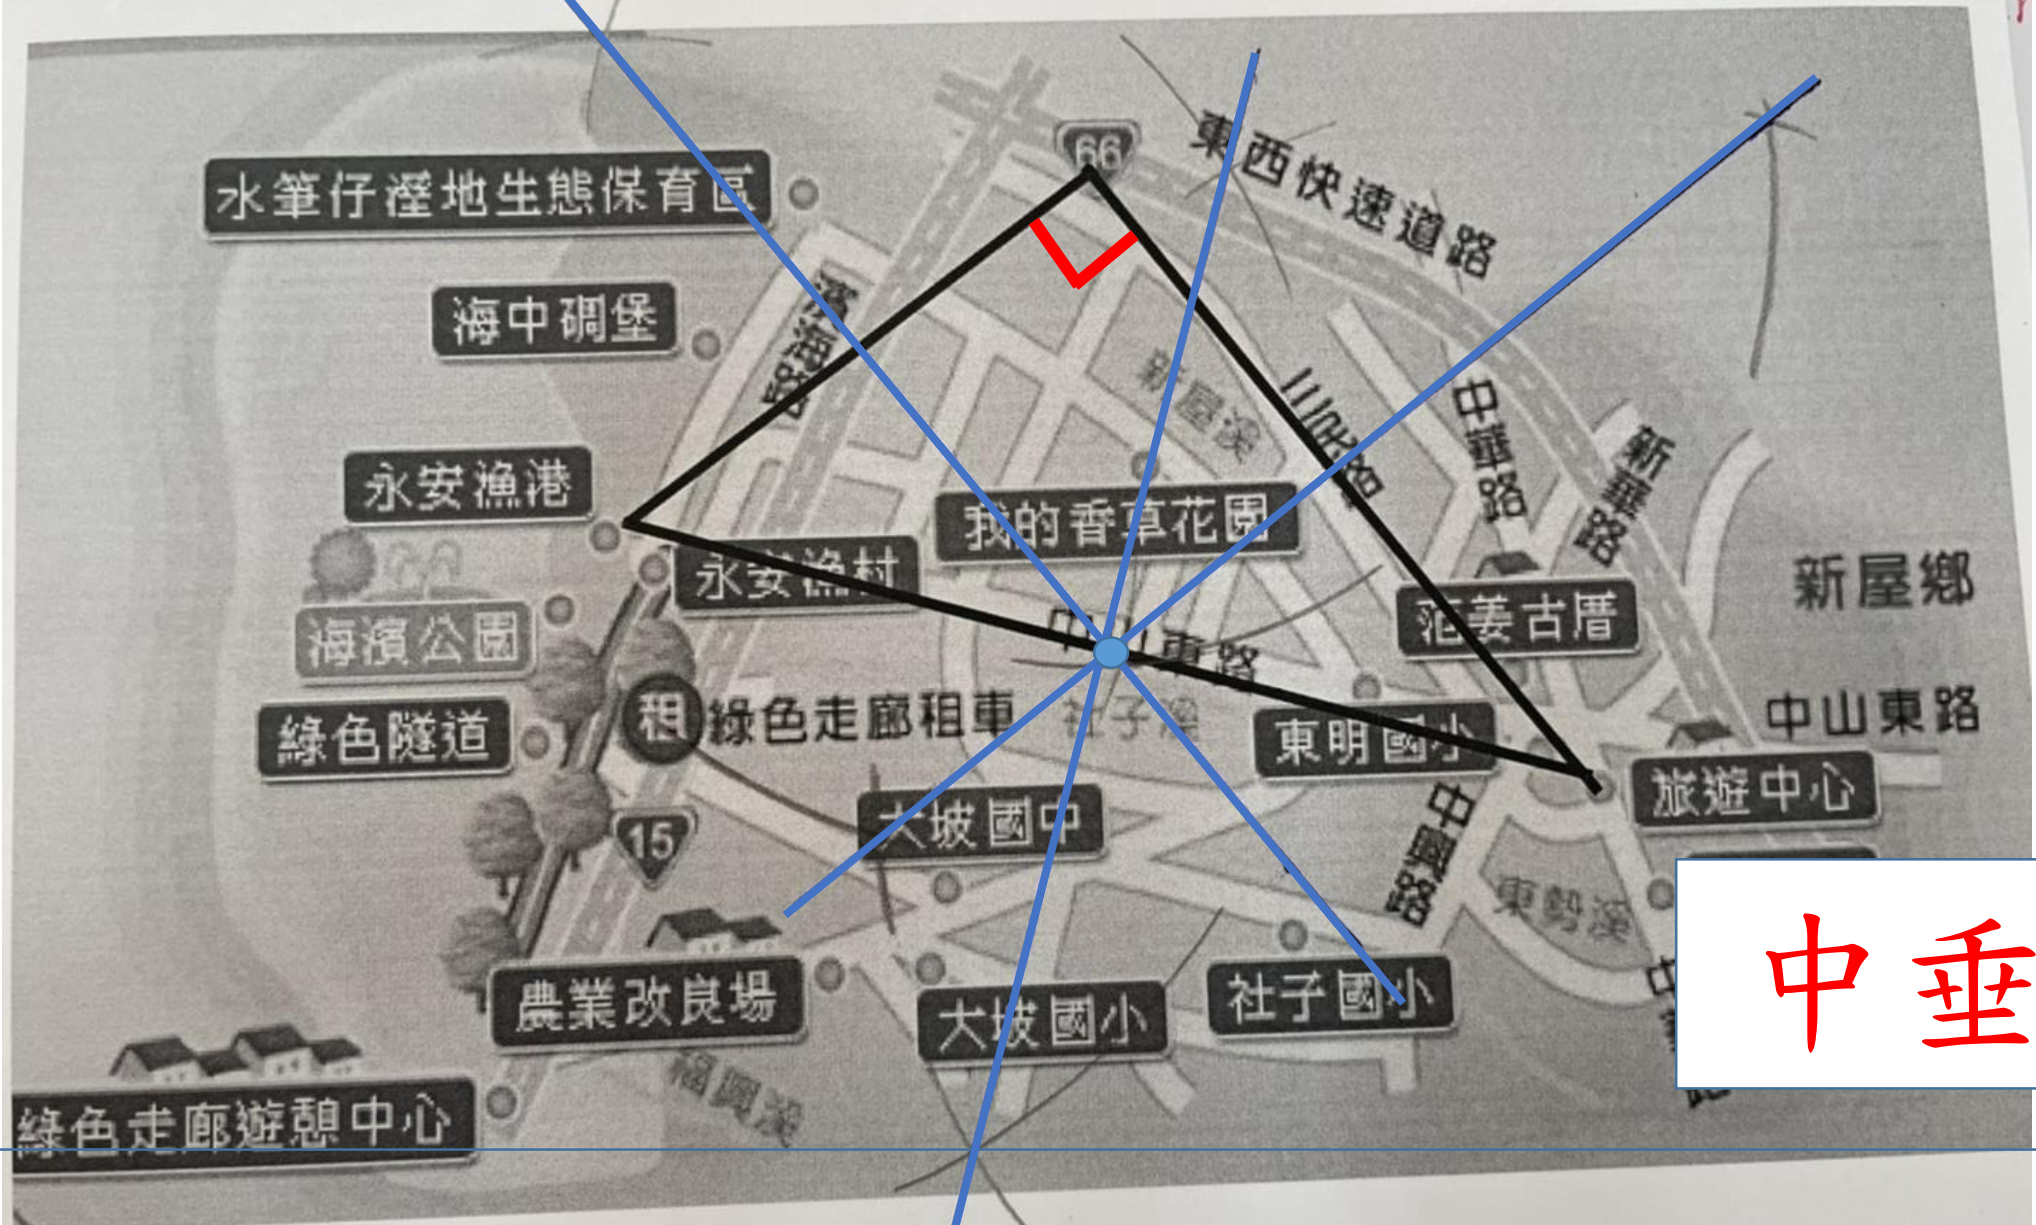 66
東西快速道路
水筆仔溼地生態保育區
海中碉堡
濱海路
新屋溪
三民路
中華路
新華路
永安漁港
我的香草花園
永安漁村
范姜古厝
新屋鄉
海濱公園
中山東路
中山東路
租
綠色走廊租車
社子溪
綠色隧道
東明國小
旅遊中心
大坡國中
中興路
15
東勢溪
中垂
農業改良場
社子國小
大坡國小
福興溪
綠色走廊遊憩中心